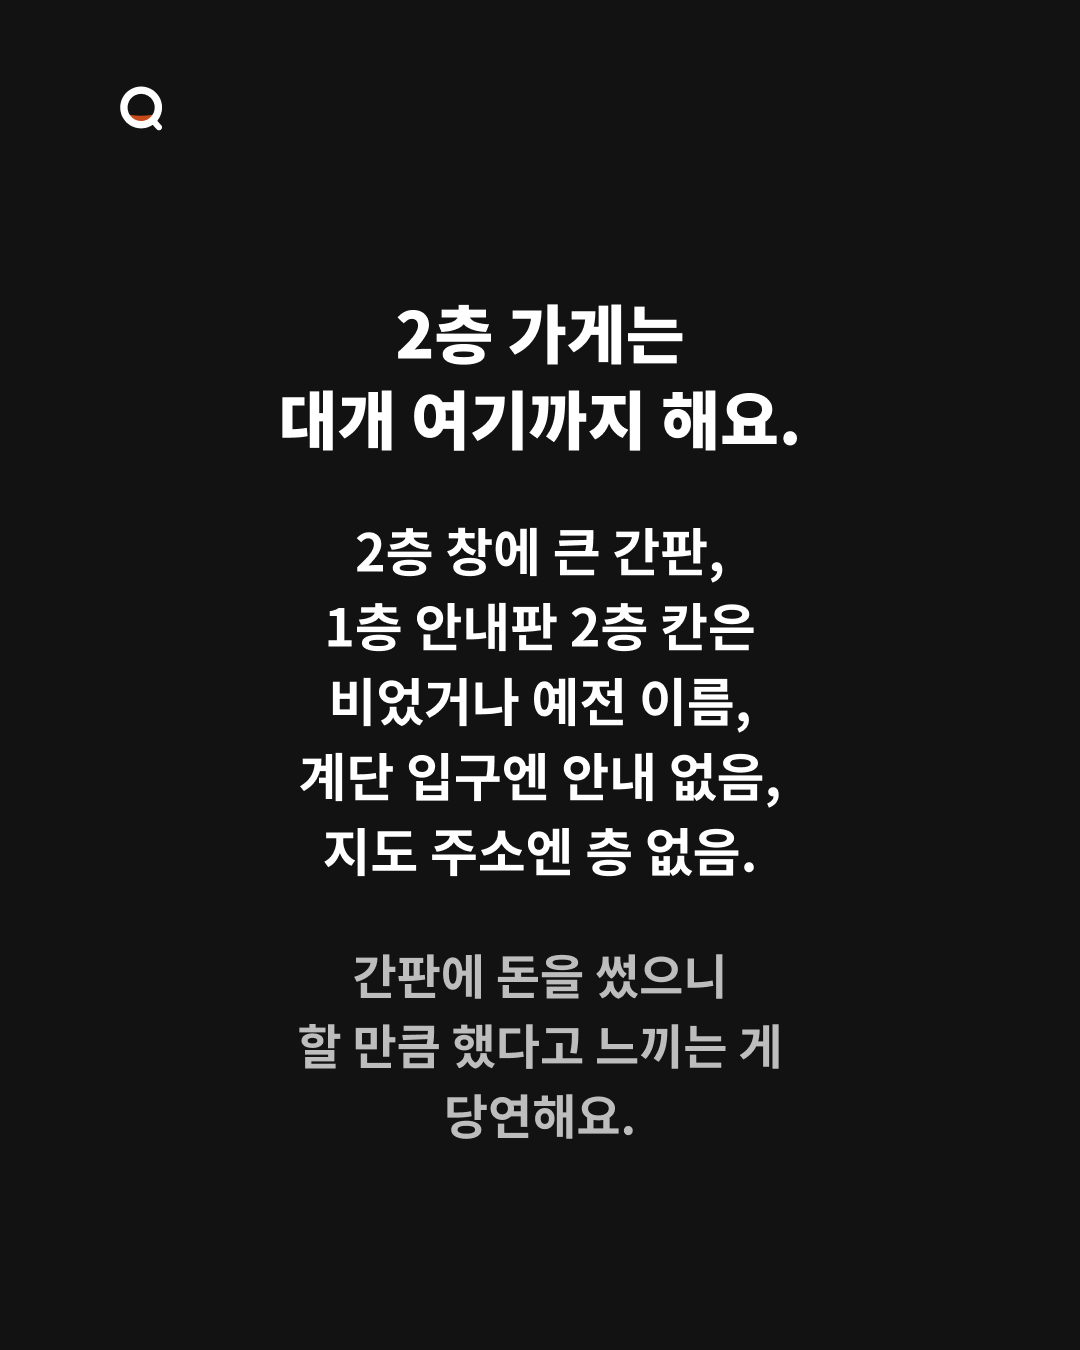 2층 가게는
대개 여기까지 해요.
2층 창에 큰 간판,
1층 안내판 2층 칸은
비었거나 예전 이름,
계단 입구엔 안내 없음,
지도 주소엔 층 없음.
간판에 돈을 썼으니
할 만큼 했다고 느끼는 게
당연해요.